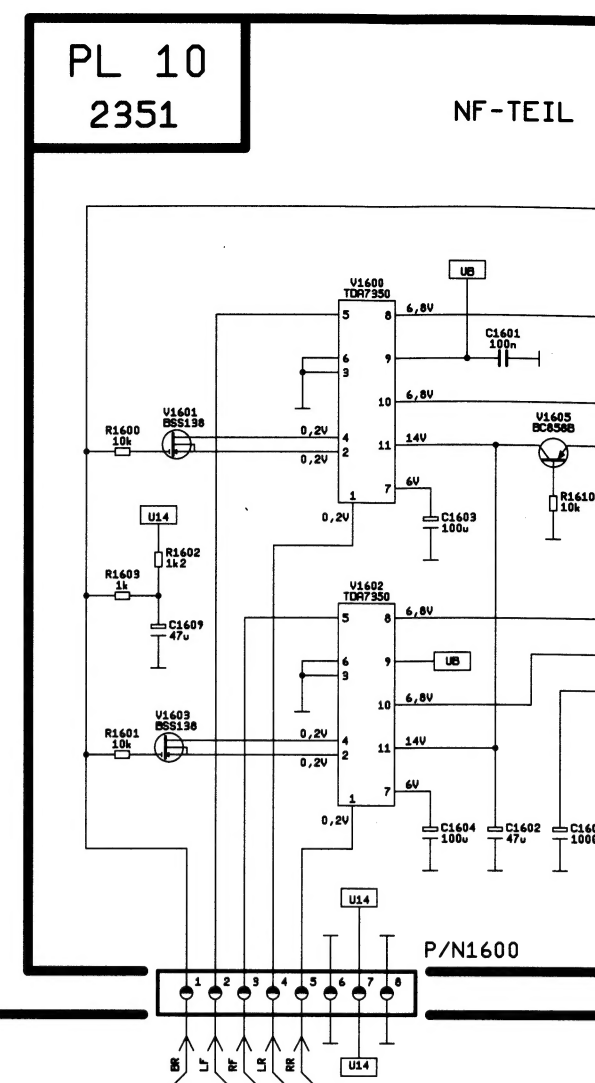 PL 10
2351
NF-TEIL
UB
V1600
TDA7350
5
8
6,8V
C1601
100n
6
9
3
10
6,8V
V1601
BSS138
R1600
10k
0,2V
4
11
14V
V1605
BC858B
0,2V
2
7
6V
1
0,2V
R1610
10k
C1603
100u
U14
R1602
1k2
R1603
1k
V1602
TDA7350
5
8
6,8V
C1609
47u
6
9
UB
3
10
6,8V
V1603
BSS138
R1601
10k
0,2V
4
11
14V
0,2V
2
7
6V
1
0,2V
C1604
100u
C1602
47u
U14
P/N1600
1 2 3 4 5 6 7 8
BR LF RF LR RR
U14